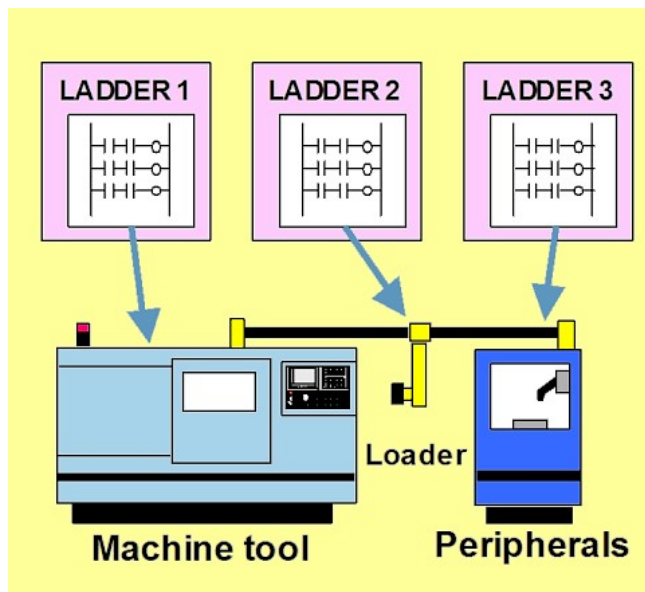 LADDER 1
LADDER 2
LADDER 3
Loader
Machine tool
Peripherals